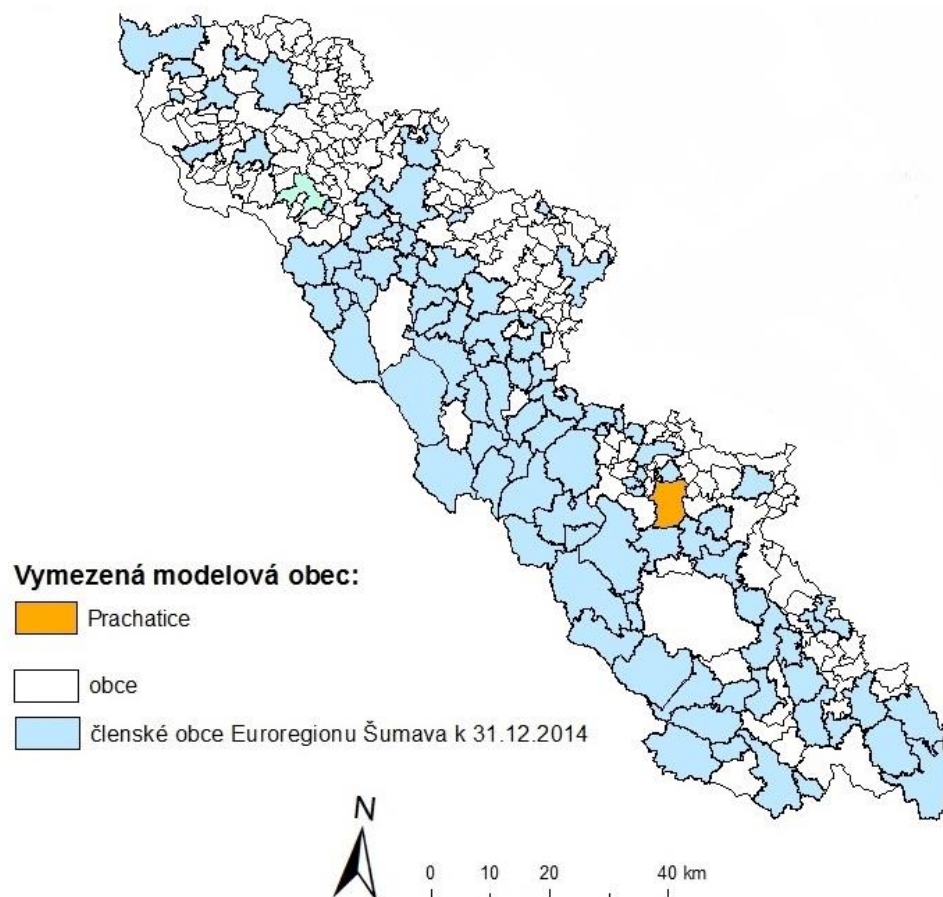 Vymezená modelová obec:
Prachatice
obce
členské obce Euroregionu Šumava k 31.12.2014
N
0 10 20 40 km